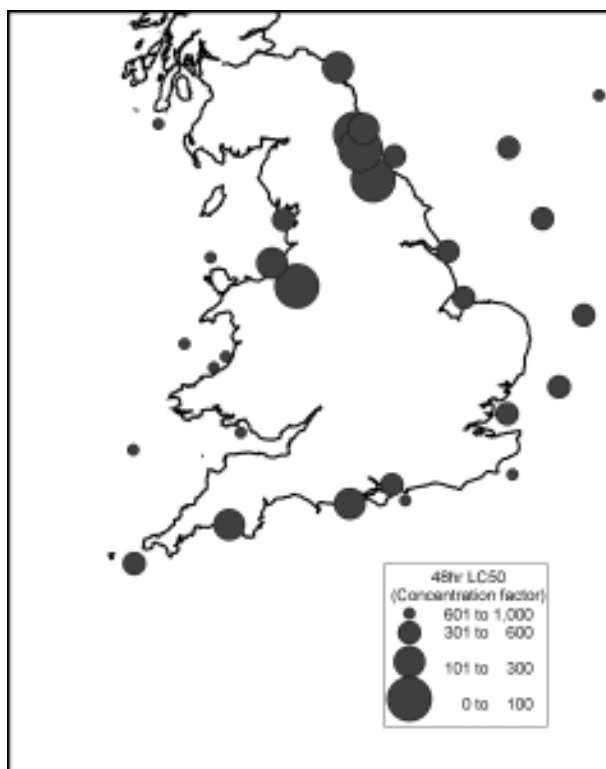 48hr LC50
(Concentration factor)
601 to 1,000
301 to 600
101 to 300
0 to 100